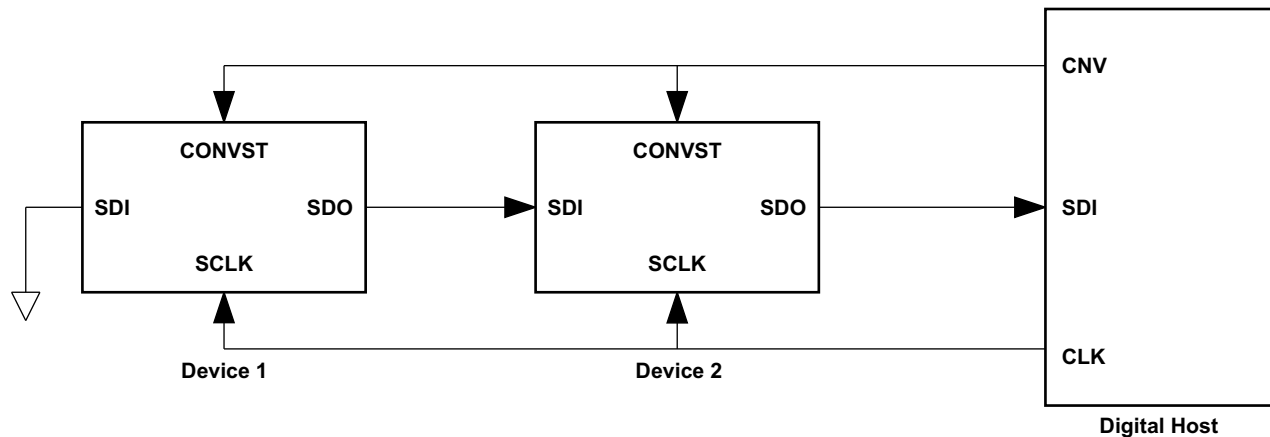 CNV
CONVST
CONVST
SDI
SDO
SDI
SDO
SDI
SCLK
SCLK
CLK
Device 1
Device 2
Digital Host